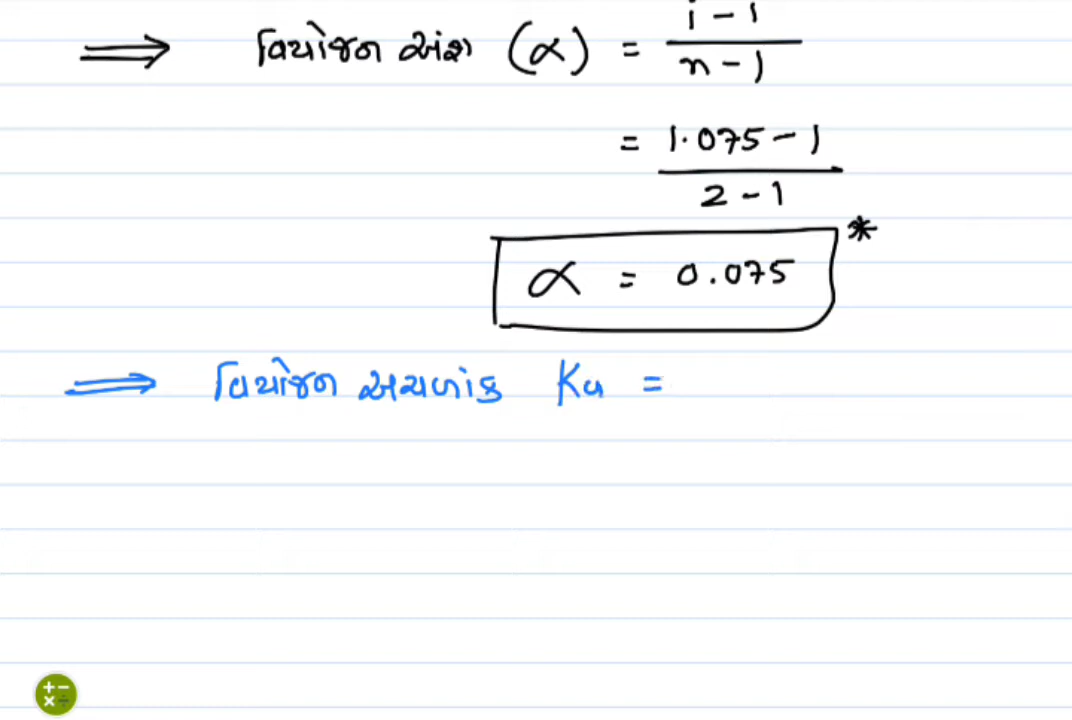 ⟹ વિયોજન અંશ (α) = i - 1 / n - 1
= 1.075 - 1 / 2 - 1
α = 0.075 *
⟹ વિયોજન અચળાંક Ka =